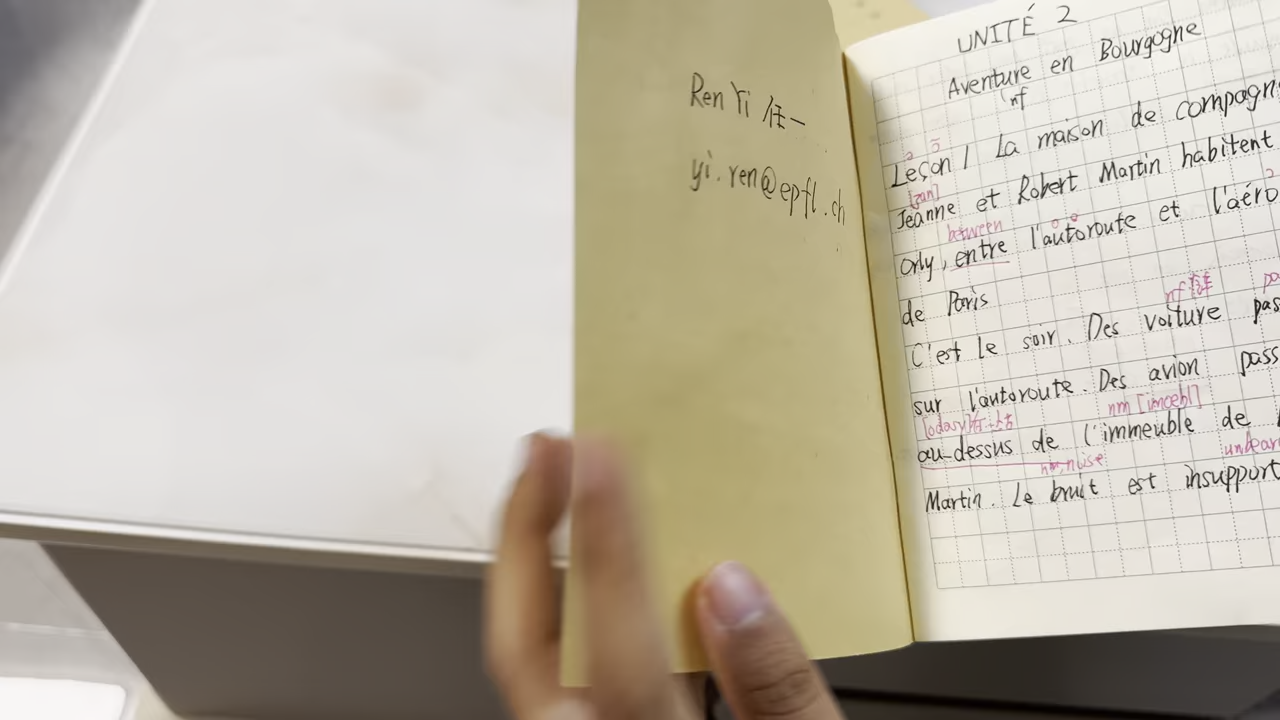 Ren Yi 任一
yi.ren@epfl.ch
UNITÉ 2
Aventure en Bourgogne
nf
Leçon 1 La maison de compagn
[ʒan]
Jeanne et Robert Martin habitent
between
Orly, entre l'autoroute et l'aéro
de Paris
nf
C'est le soir. Des voiture pas
sur l'autoroute. Des avion pass
nm [imœbl]
au-dessus de l'immeuble de
nm, noise unbear
Martin. Le bruit est insupport